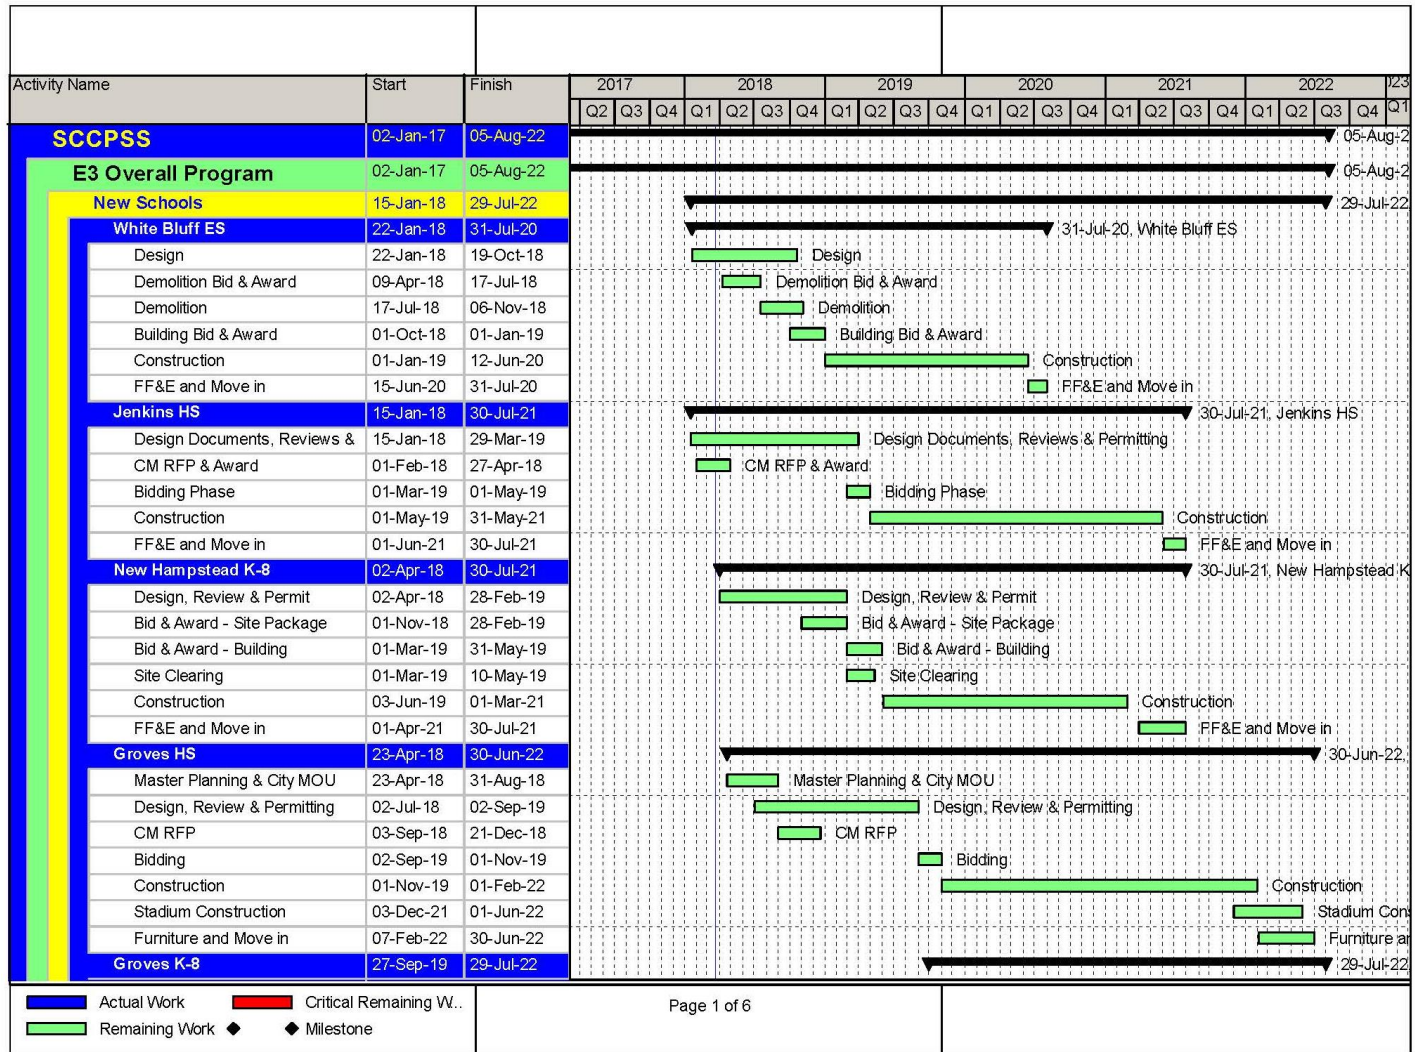 Activity Name Start Finish 2017 2018 2019 2020 2021 2022 )23
Q2 Q3 Q4 Q1 Q2 Q3 Q4 Q1 Q2 Q3 Q4 Q1 Q2 Q3 Q4 Q1 Q2 Q3 Q4 Q1 Q2 Q3 Q4 Q1
SCCPSS 02-Jan-17 05-Aug-22 05-Aug-2
E3 Overall Program 02-Jan-17 05-Aug-22 05-Aug-2
New Schools 15-Jan-18 29-Jul-22 29-Jul-22
White Bluff ES 22-Jan-18 31-Jul-20 31-Jul-20, White Bluff ES
Design 22-Jan-18 19-Oct-18 Design
Demolition Bid & Award 09-Apr-18 17-Jul-18 Demolition Bid & Award
Demolition 17-Jul-18 06-Nov-18 Demolition
Building Bid & Award 01-Oct-18 01-Jan-19 Building Bid & Award
Construction 01-Jan-19 12-Jun-20 Construction
FF&E and Move in 15-Jun-20 31-Jul-20 FF&E and Move in
Jenkins HS 15-Jan-18 30-Jul-21 30-Jul-21, Jenkins HS
Design Documents, Reviews & 15-Jan-18 29-Mar-19 Design Documents, Reviews & Permitting
CM RFP & Award 01-Feb-18 27-Apr-18 CM RFP & Award
Bidding Phase 01-Mar-19 01-May-19 Bidding Phase
Construction 01-May-19 31-May-21 Construction
FF&E and Move in 01-Jun-21 30-Jul-21 FF&E and Move in
New Hampstead K-8 02-Apr-18 30-Jul-21 30-Jul-21, New Hampstead K
Design, Review & Permit 02-Apr-18 28-Feb-19 Design, Review & Permit
Bid & Award - Site Package 01-Nov-18 28-Feb-19 Bid & Award - Site Package
Bid & Award - Building 01-Mar-19 31-May-19 Bid & Award - Building
Site Clearing 01-Mar-19 10-May-19 Site Clearing
Construction 03-Jun-19 01-Mar-21 Construction
FF&E and Move in 01-Apr-21 30-Jul-21 FF&E and Move in
Groves HS 23-Apr-18 30-Jun-22 30-Jun-22,
Master Planning & City MOU 23-Apr-18 31-Aug-18 Master Planning & City MOU
Design, Review & Permitting 02-Jul-18 02-Sep-19 Design, Review & Permitting
CM RFP 03-Sep-18 21-Dec-18 CM RFP
Bidding 02-Sep-19 01-Nov-19 Bidding
Construction 01-Nov-19 01-Feb-22 Construction
Stadium Construction 03-Dec-21 01-Jun-22 Stadium Cons
Furniture and Move in 07-Feb-22 30-Jun-22 Furniture an
Groves K-8 27-Sep-19 29-Jul-22 29-Jul-22
Actual Work Critical Remaining W... Page 1 of 6
Remaining Work Milestone